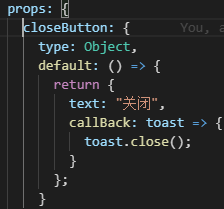 props: {
closeButton: {
You, a
type: Object,
default: () => {
return {
text: "关闭",
callBack: toast => {
toast.close();
}
};
}